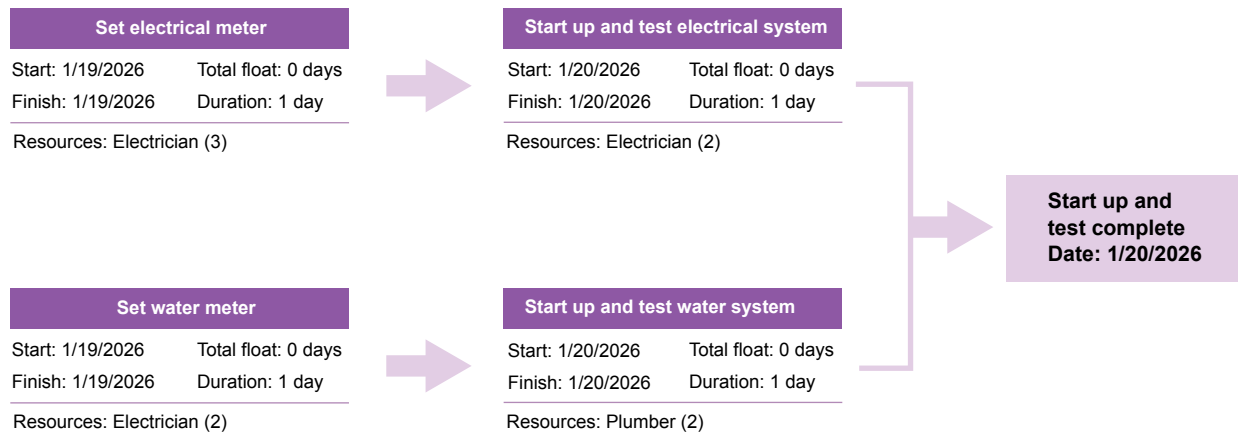 Set electrical meter
Start: 1/19/2026 Total float: 0 days
Finish: 1/19/2026 Duration: 1 day
Resources: Electrician (3)
Start up and test electrical system
Start: 1/20/2026 Total float: 0 days
Finish: 1/20/2026 Duration: 1 day
Resources: Electrician (2)
Set water meter
Start: 1/19/2026 Total float: 0 days
Finish: 1/19/2026 Duration: 1 day
Resources: Electrician (2)
Start up and test water system
Start: 1/20/2026 Total float: 0 days
Finish: 1/20/2026 Duration: 1 day
Resources: Plumber (2)
Start up and
test complete
Date: 1/20/2026